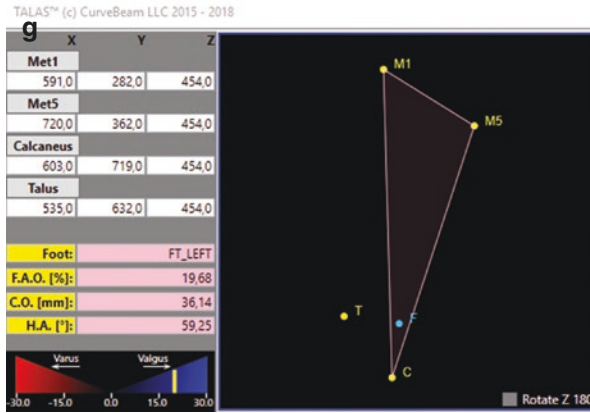 TALAS™ (c) CurveBeam LLC 2015 - 2018
g
X Y Z
Met1
591,0 282,0 454,0
Met5
720,0 362,0 454,0
Calcaneus
603,0 719,0 454,0
Talus
535,0 632,0 454,0
Foot: FT_LEFT
F.A.O. [%]: 19,68
C.O. [mm]: 36,14
H.A. [°]: 59,25
Varus Valgus
-30.0 -15.0 0.0 15.0 30.0
M1
M5
T
F
C
Rotate Z 180